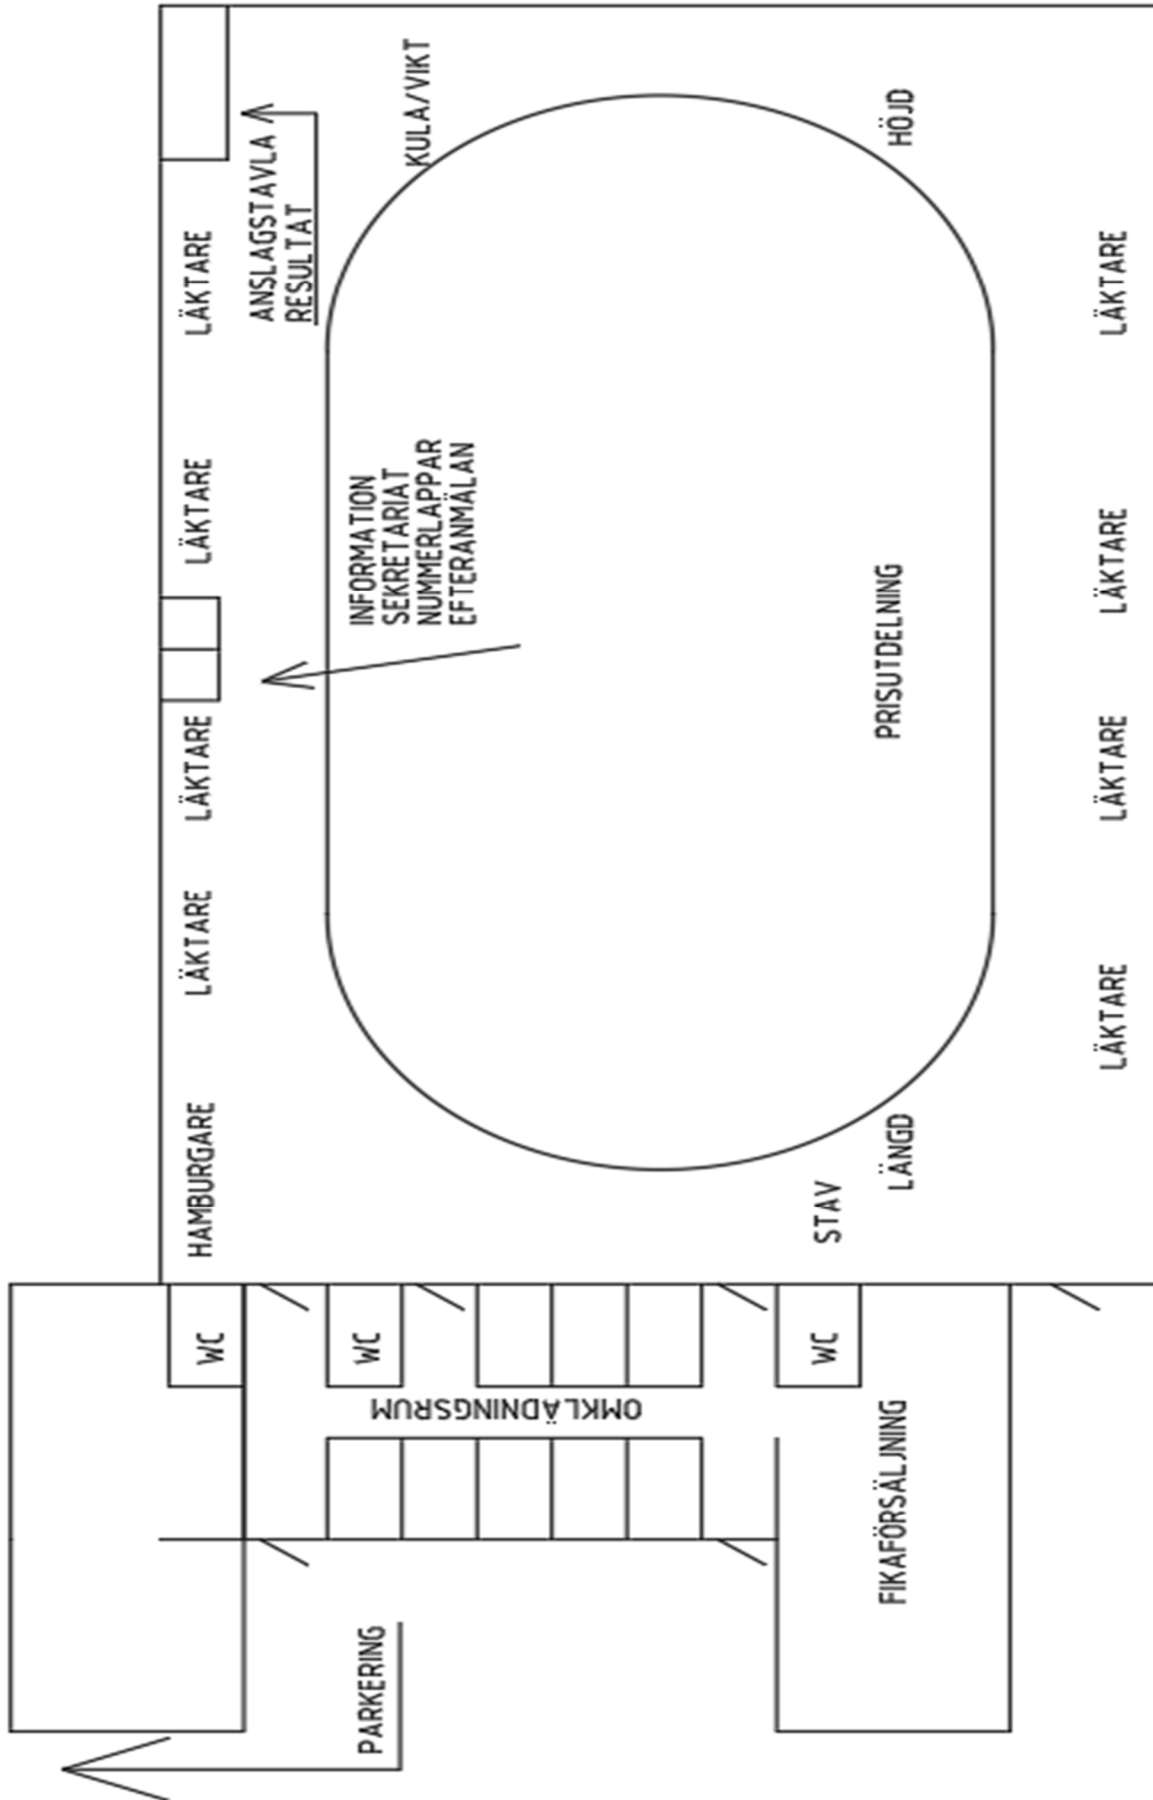 PARKERING
WC
WC
WC
OMKLÄDNINGSRUM
FIKAFÖRSÄLJNING
HAMBURGARE
LÄKTARE
LÄKTARE
LÄKTARE
LÄKTARE
ANSLAGSTAVLA
RESULTAT
INFORMATION
SEKRETARIAT
NUMMERLAPPAR
EFTERANMÄLAN
KULA/VIKT
HÖJD
PRISUTDELNING
STAV
LÄNGD
LÄKTARE
LÄKTARE
LÄKTARE
LÄKTARE